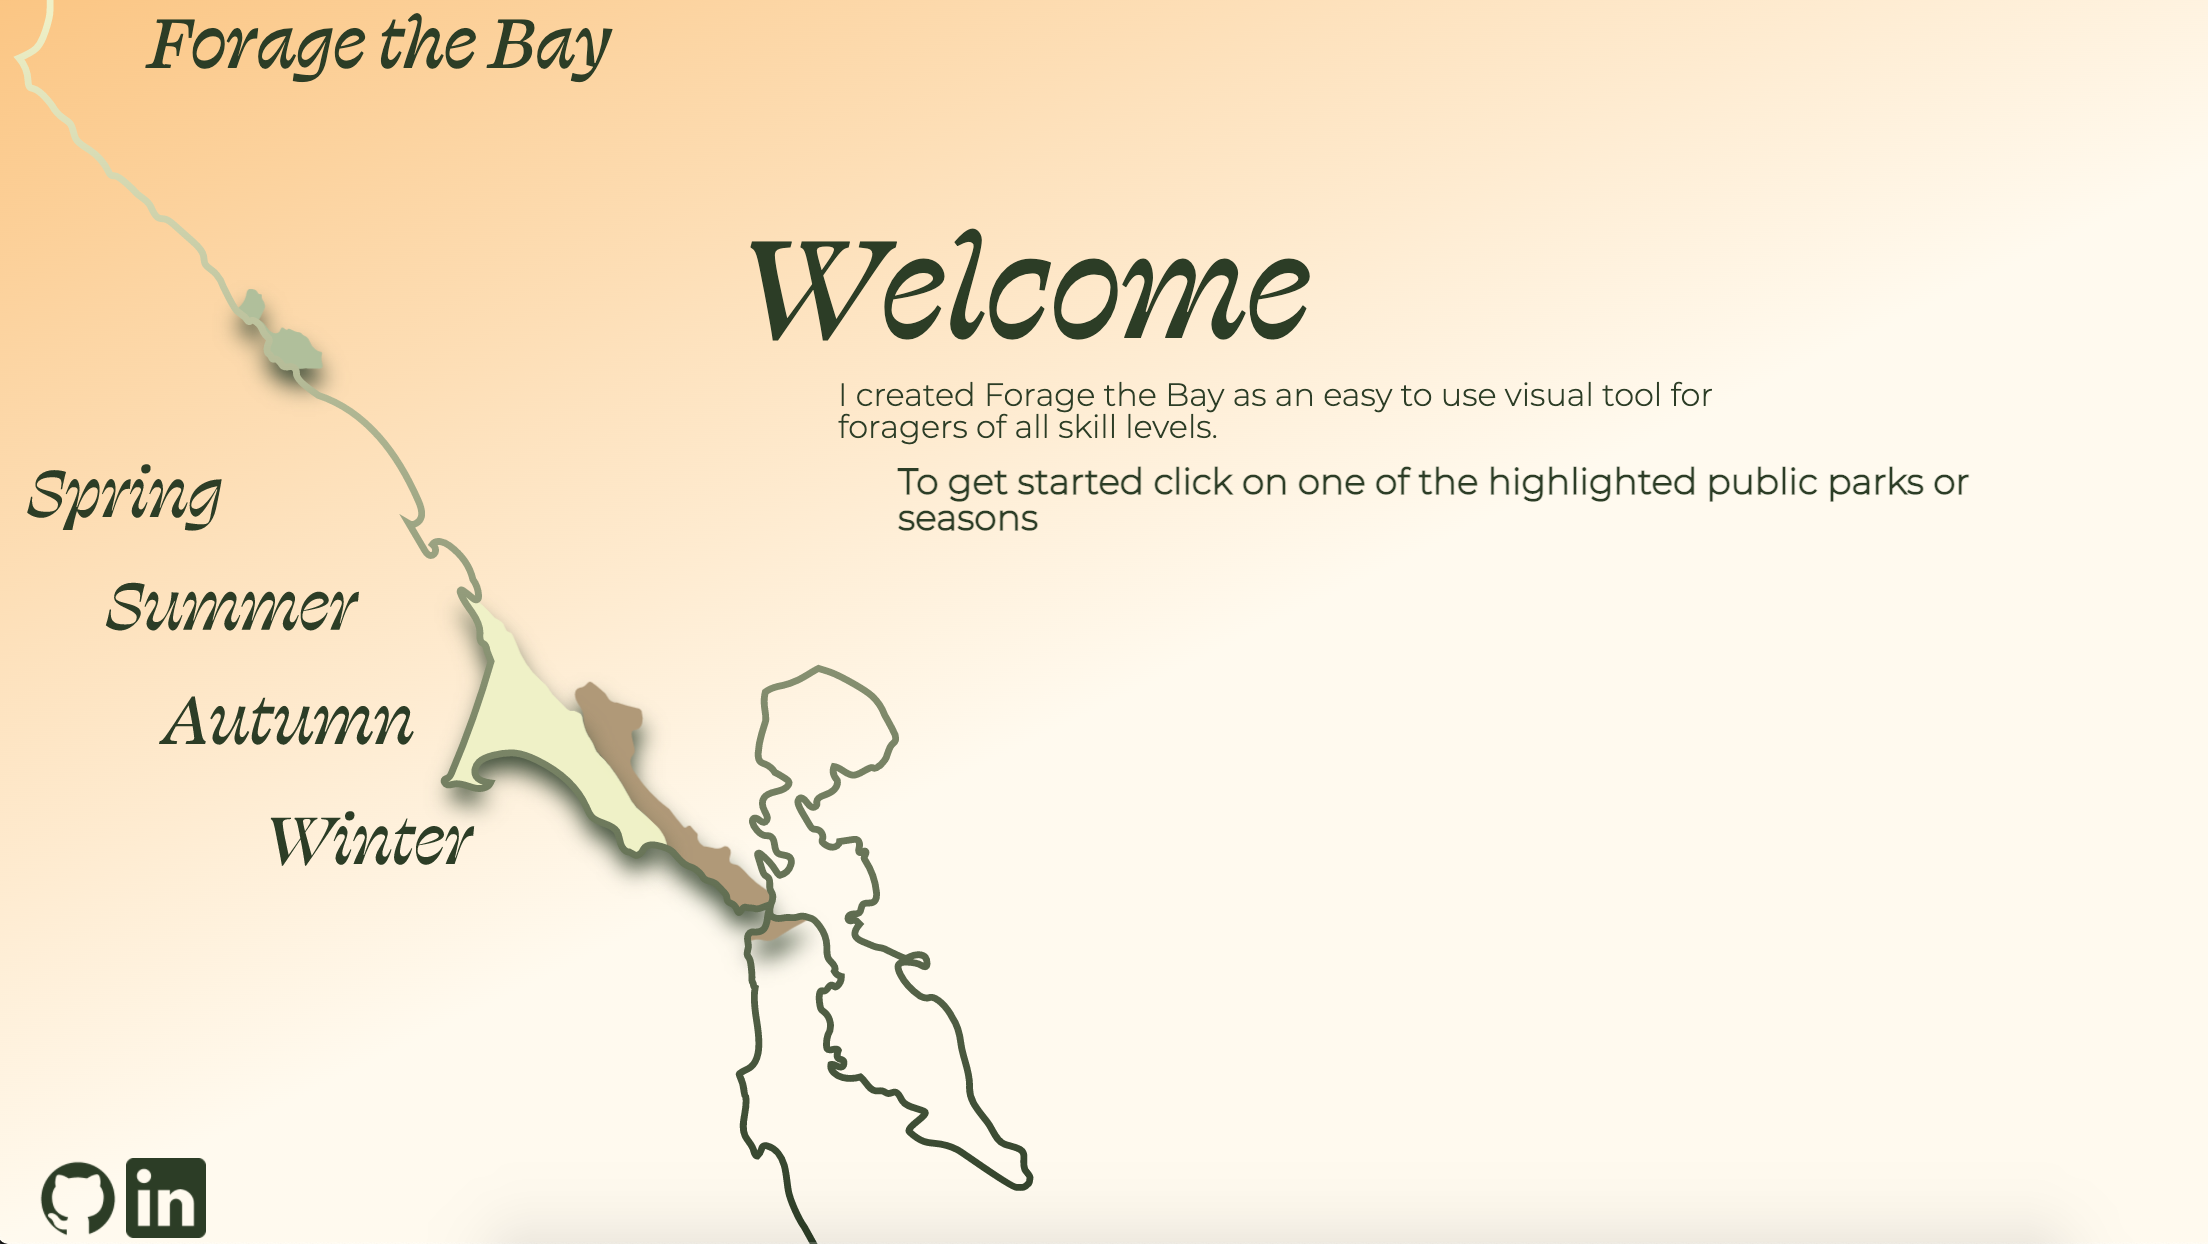 Forage the Bay
Welcome
I created Forage the Bay as an easy to use visual tool for
foragers of all skill levels.
To get started click on one of the highlighted public parks or
seasons
Spring
Summer
Autumn
Winter
in